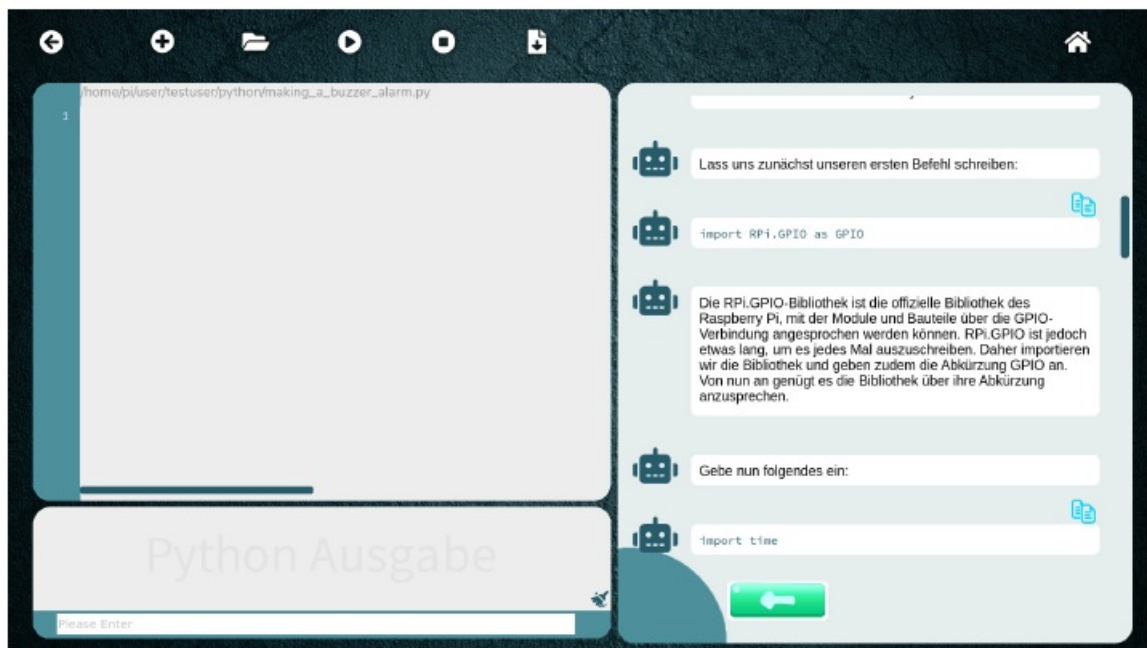 /home/pi/user/testuser/python/making_a_buzzer_alarm.py
1
Python Ausgabe
Please Enter
Lass uns zunächst unseren ersten Befehl schreiben:
import RPi.GPIO as GPIO
Die RPi.GPIO-Bibliothek ist die offizielle Bibliothek des
Raspberry Pi, mit der Module und Bauteile über die GPIO-
Verbindung angesprochen werden können. RPi.GPIO ist jedoch
etwas lang, um es jedes Mal auszuschreiben. Daher importieren
wir die Bibliothek und geben zudem die Abkürzung GPIO an.
Von nun an genügt es die Bibliothek über ihre Abkürzung
anzusprechen.
Gebe nun folgendes ein:
import time